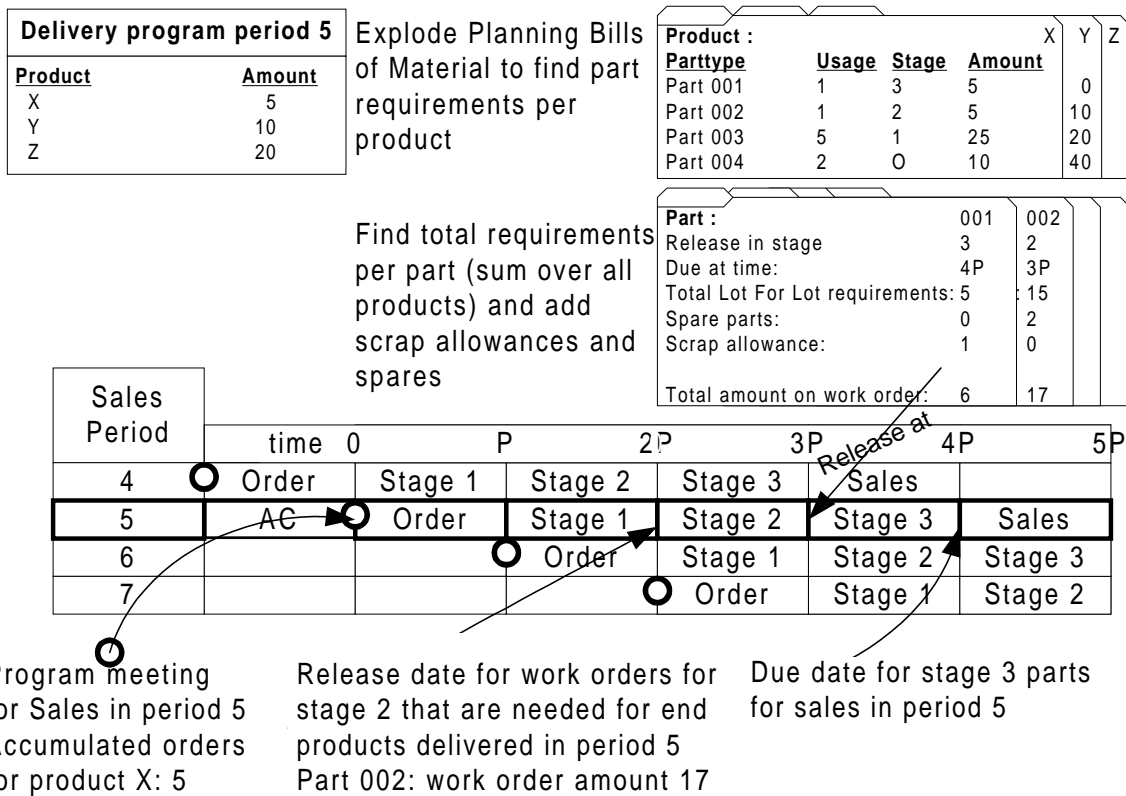 Delivery program period 5
Product Amount
X 5
Y 10
Z 20
Explode Planning Bills
of Material to find part
requirements per
product
Product : X Y Z
Parttype Usage Stage Amount
Part 001 1 3 5 0
Part 002 1 2 5 10
Part 003 5 1 25 20
Part 004 2 O 10 40
Find total requirements
per part (sum over all
products) and add
scrap allowances and
spares
Part : 001 002
Release in stage 3 2
Due at time: 4P 3P
Total Lot For Lot requirements: 5 : 15
Spare parts: 0 2
Scrap allowance: 1 0
Total amount on work order: 6 17
Release at
Sales
Period
time 0 P 2P 3P 4P 5P
4 Order Stage 1 Stage 2 Stage 3 Sales
5 AC Order Stage 1 Stage 2 Stage 3 Sales
6 Order Stage 1 Stage 2 Stage 3
7 Order Stage 1 Stage 2
Program meeting
or Sales in period 5
Accumulated orders
or product X: 5
Release date for work orders for
stage 2 that are needed for end
products delivered in period 5
Part 002: work order amount 17
Due date for stage 3 parts
for sales in period 5